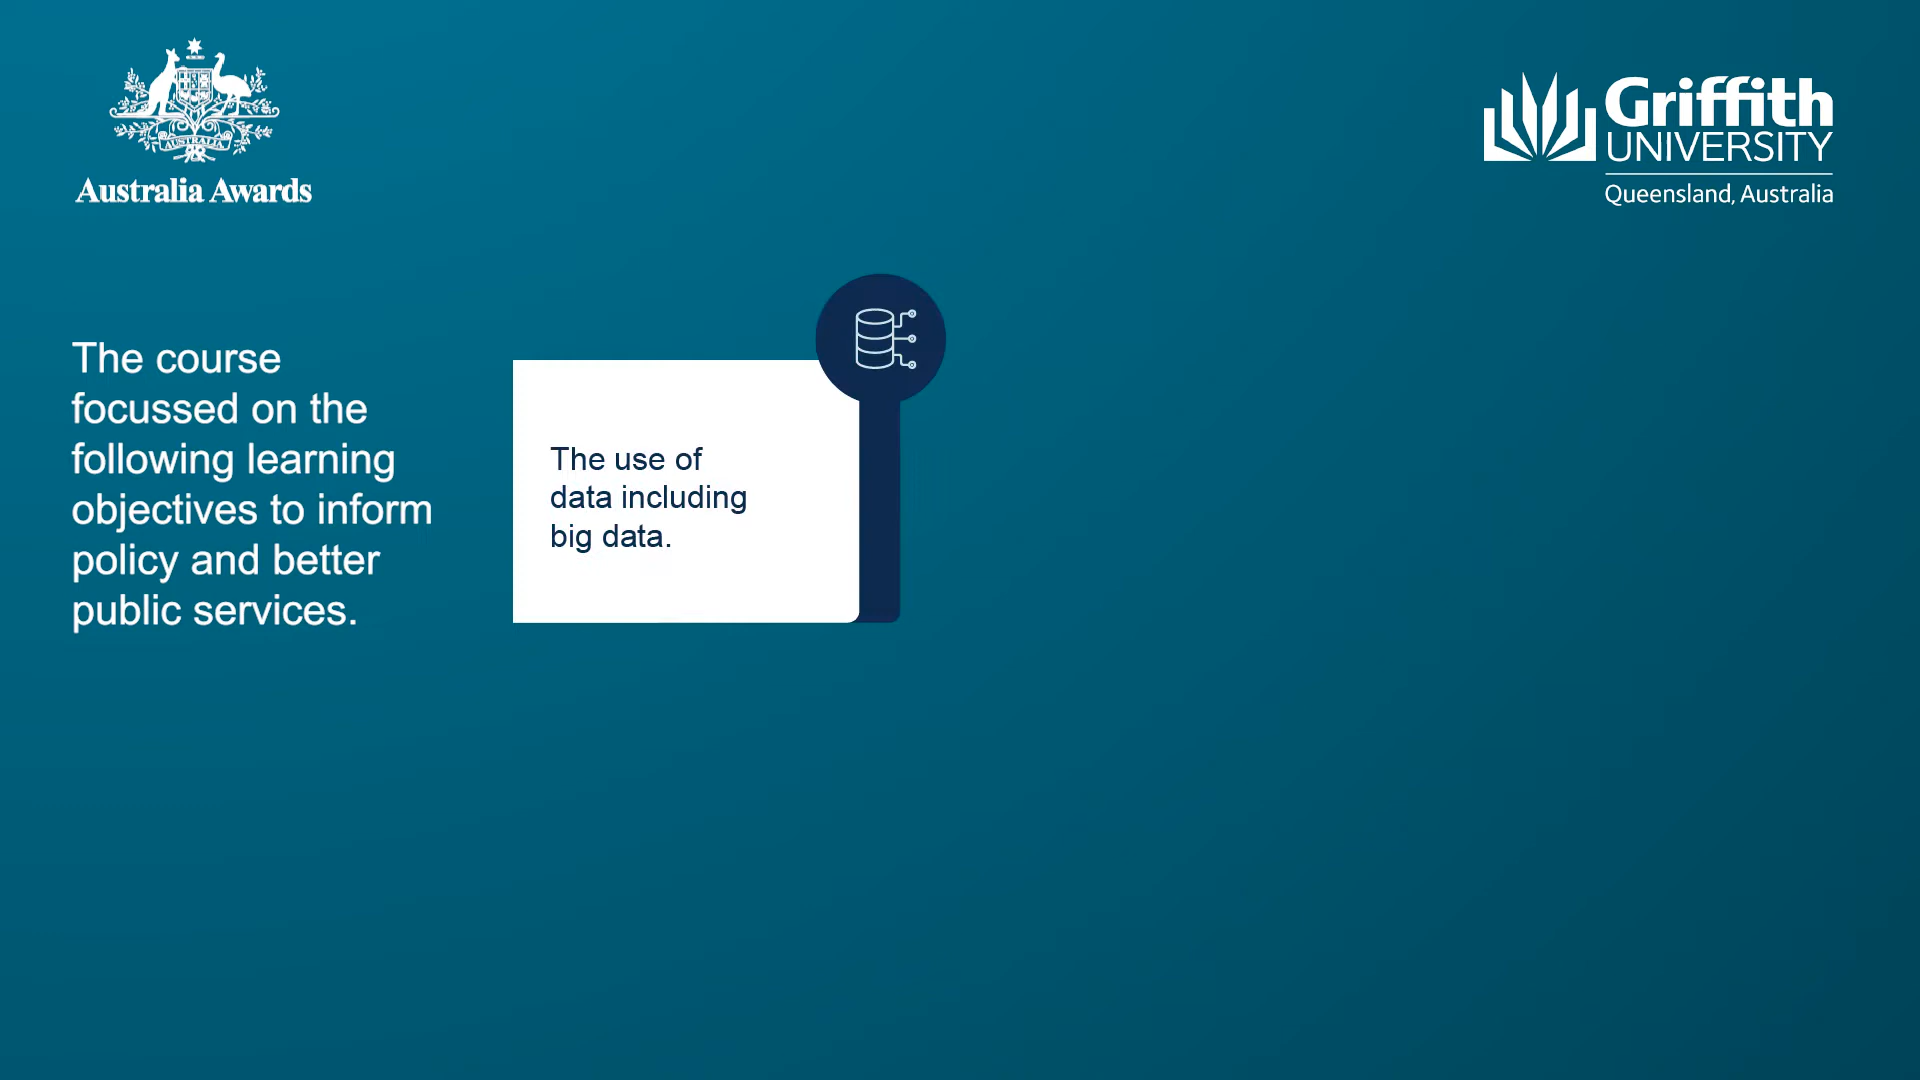 AUSTRALIA
Australia Awards
Griffith
UNIVERSITY
Queensland, Australia
The course
focussed on the
following learning
objectives to inform
policy and better
public services.
The use of
data including
big data.